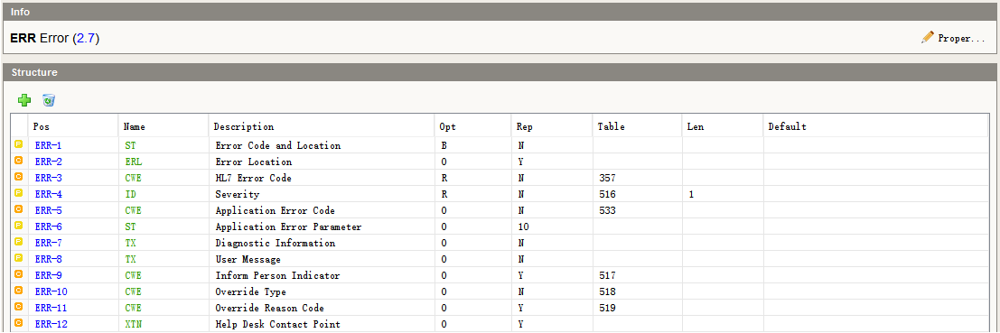 Info
ERR Error (2.7)
Proper...
Structure
Pos Name Description Opt Rep Table Len Default
P ERR-1 ST Error Code and Location B N
C ERR-2 ERL Error Location O Y
C ERR-3 CWE HL7 Error Code R N 357
P ERR-4 ID Severity R N 516 1
C ERR-5 CWE Application Error Code O N 533
P ERR-6 ST Application Error Parameter O 10
P ERR-7 TX Diagnostic Information O N
P ERR-8 TX User Message O N
C ERR-9 CWE Inform Person Indicator O Y 517
C ERR-10 CWE Override Type O N 518
C ERR-11 CWE Override Reason Code O Y 519
C ERR-12 XTN Help Desk Contact Point O Y